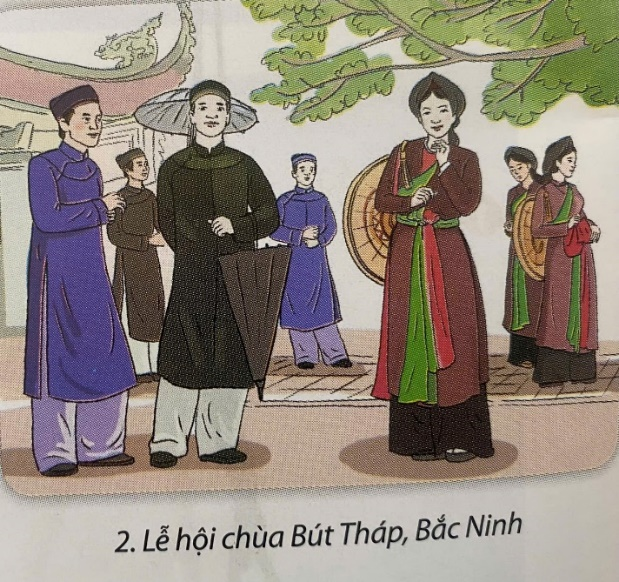 2. Lễ hội chùa Bút Tháp, Bắc Ninh